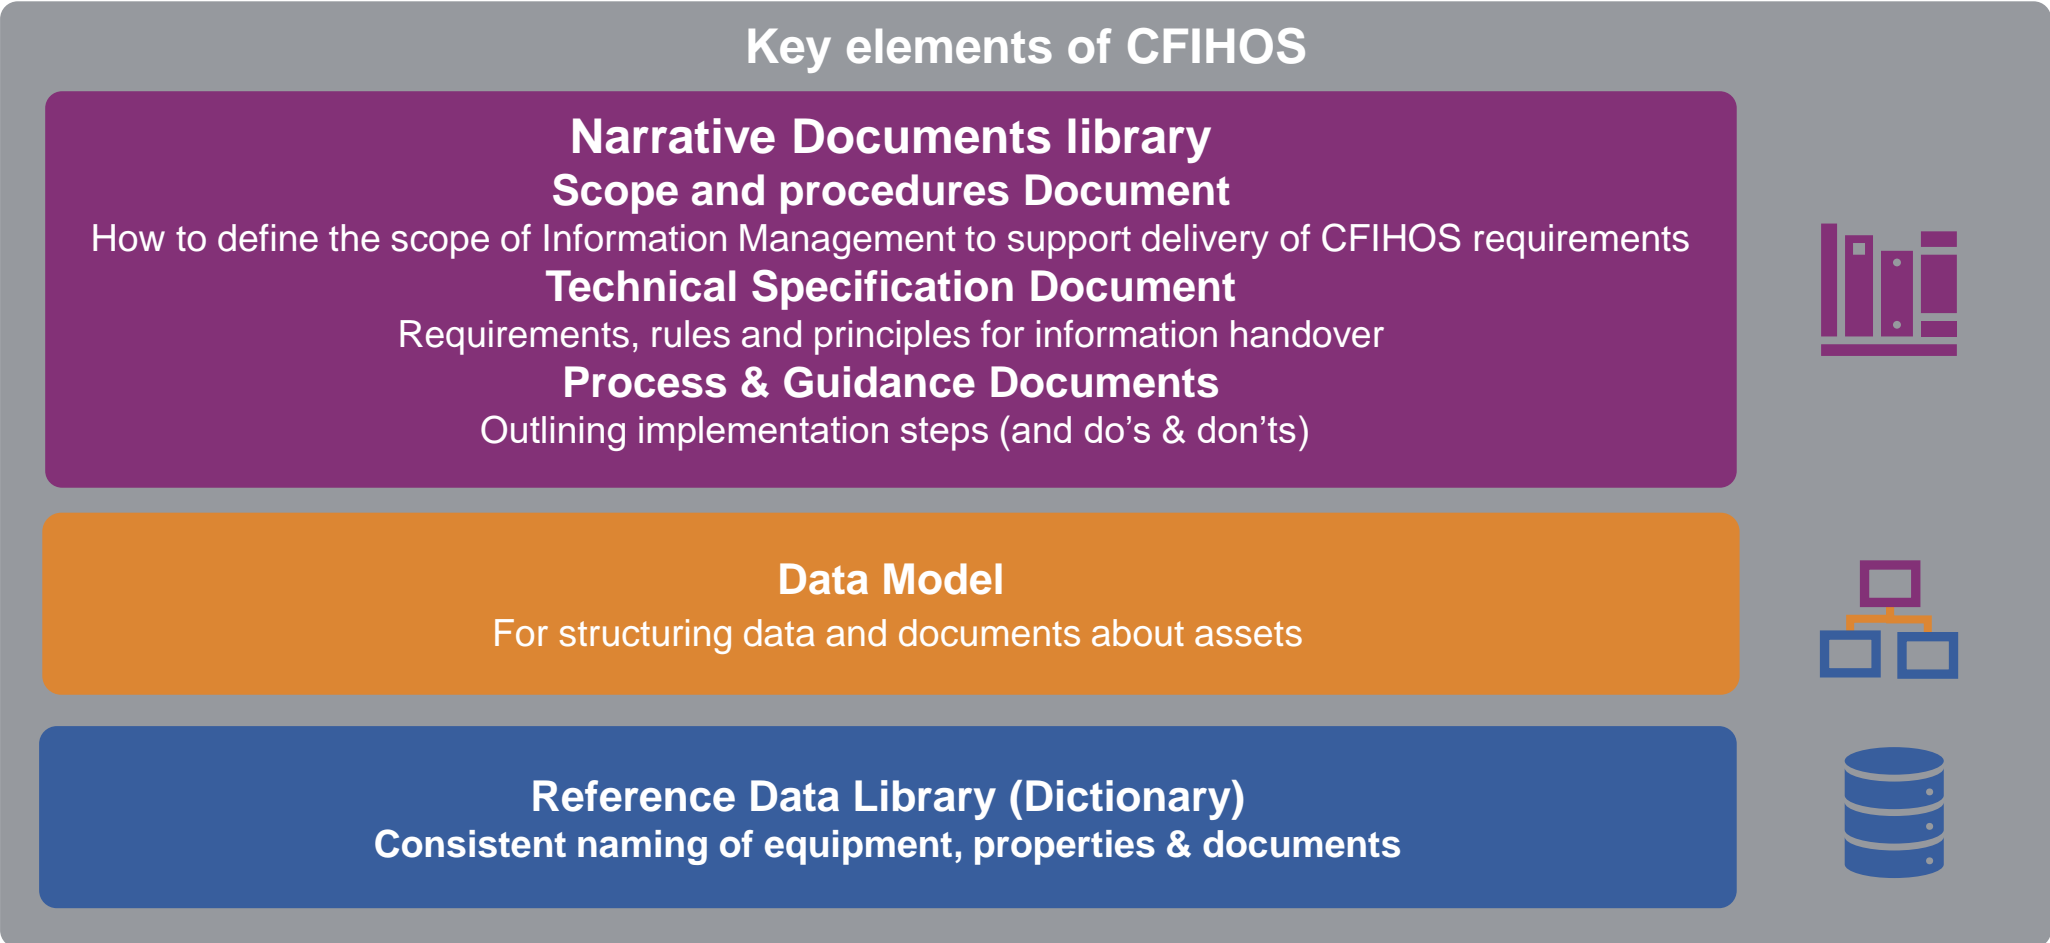 Key elements of CFIHOS
Narrative Documents library
Scope and procedures Document
How to define the scope of Information Management to support delivery of CFIHOS requirements
Technical Specification Document
Requirements, rules and principles for information handover
Process & Guidance Documents
Outlining implementation steps (and do’s & don’ts)
Data Model
For structuring data and documents about assets
Reference Data Library (Dictionary)
Consistent naming of equipment, properties & documents